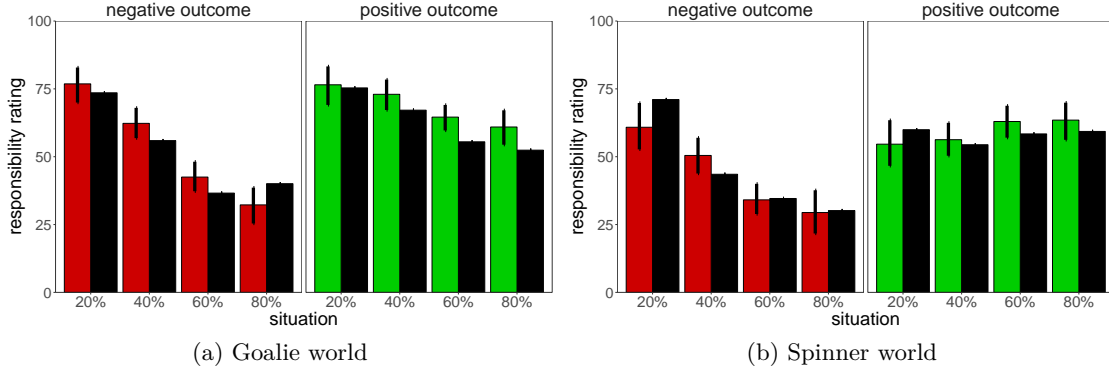 negative outcome positive outcome
100
75
50
25
0
responsibility rating
20% 40% 60% 80% 20% 40% 60% 80%
situation
(a) Goalie world
negative outcome positive outcome
100
75
50
25
0
responsibility rating
20% 40% 60% 80% 20% 40% 60% 80%
situation
(b) Spinner world